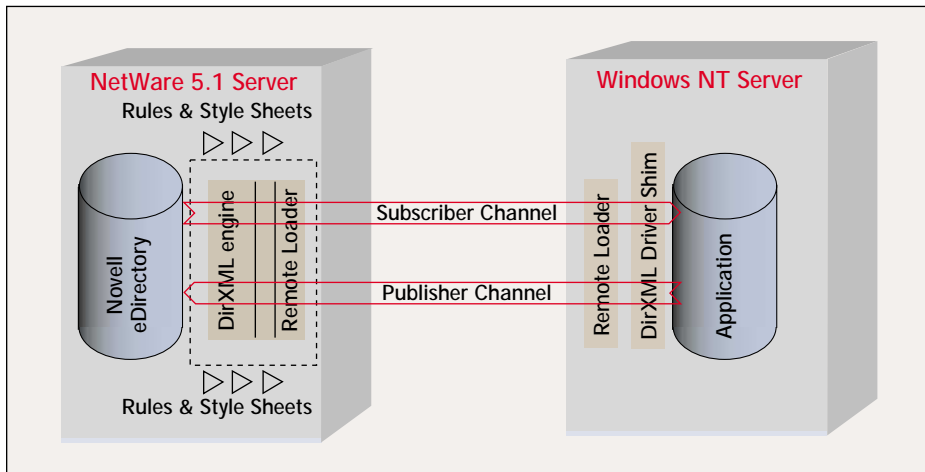 NetWare 5.1 Server
Rules & Style Sheets
Novell
eDirectory
DirXML engine
Remote Loader
Subscriber Channel
Publisher Channel
Rules & Style Sheets
Windows NT Server
Remote Loader
DirXML Driver Shim
Application